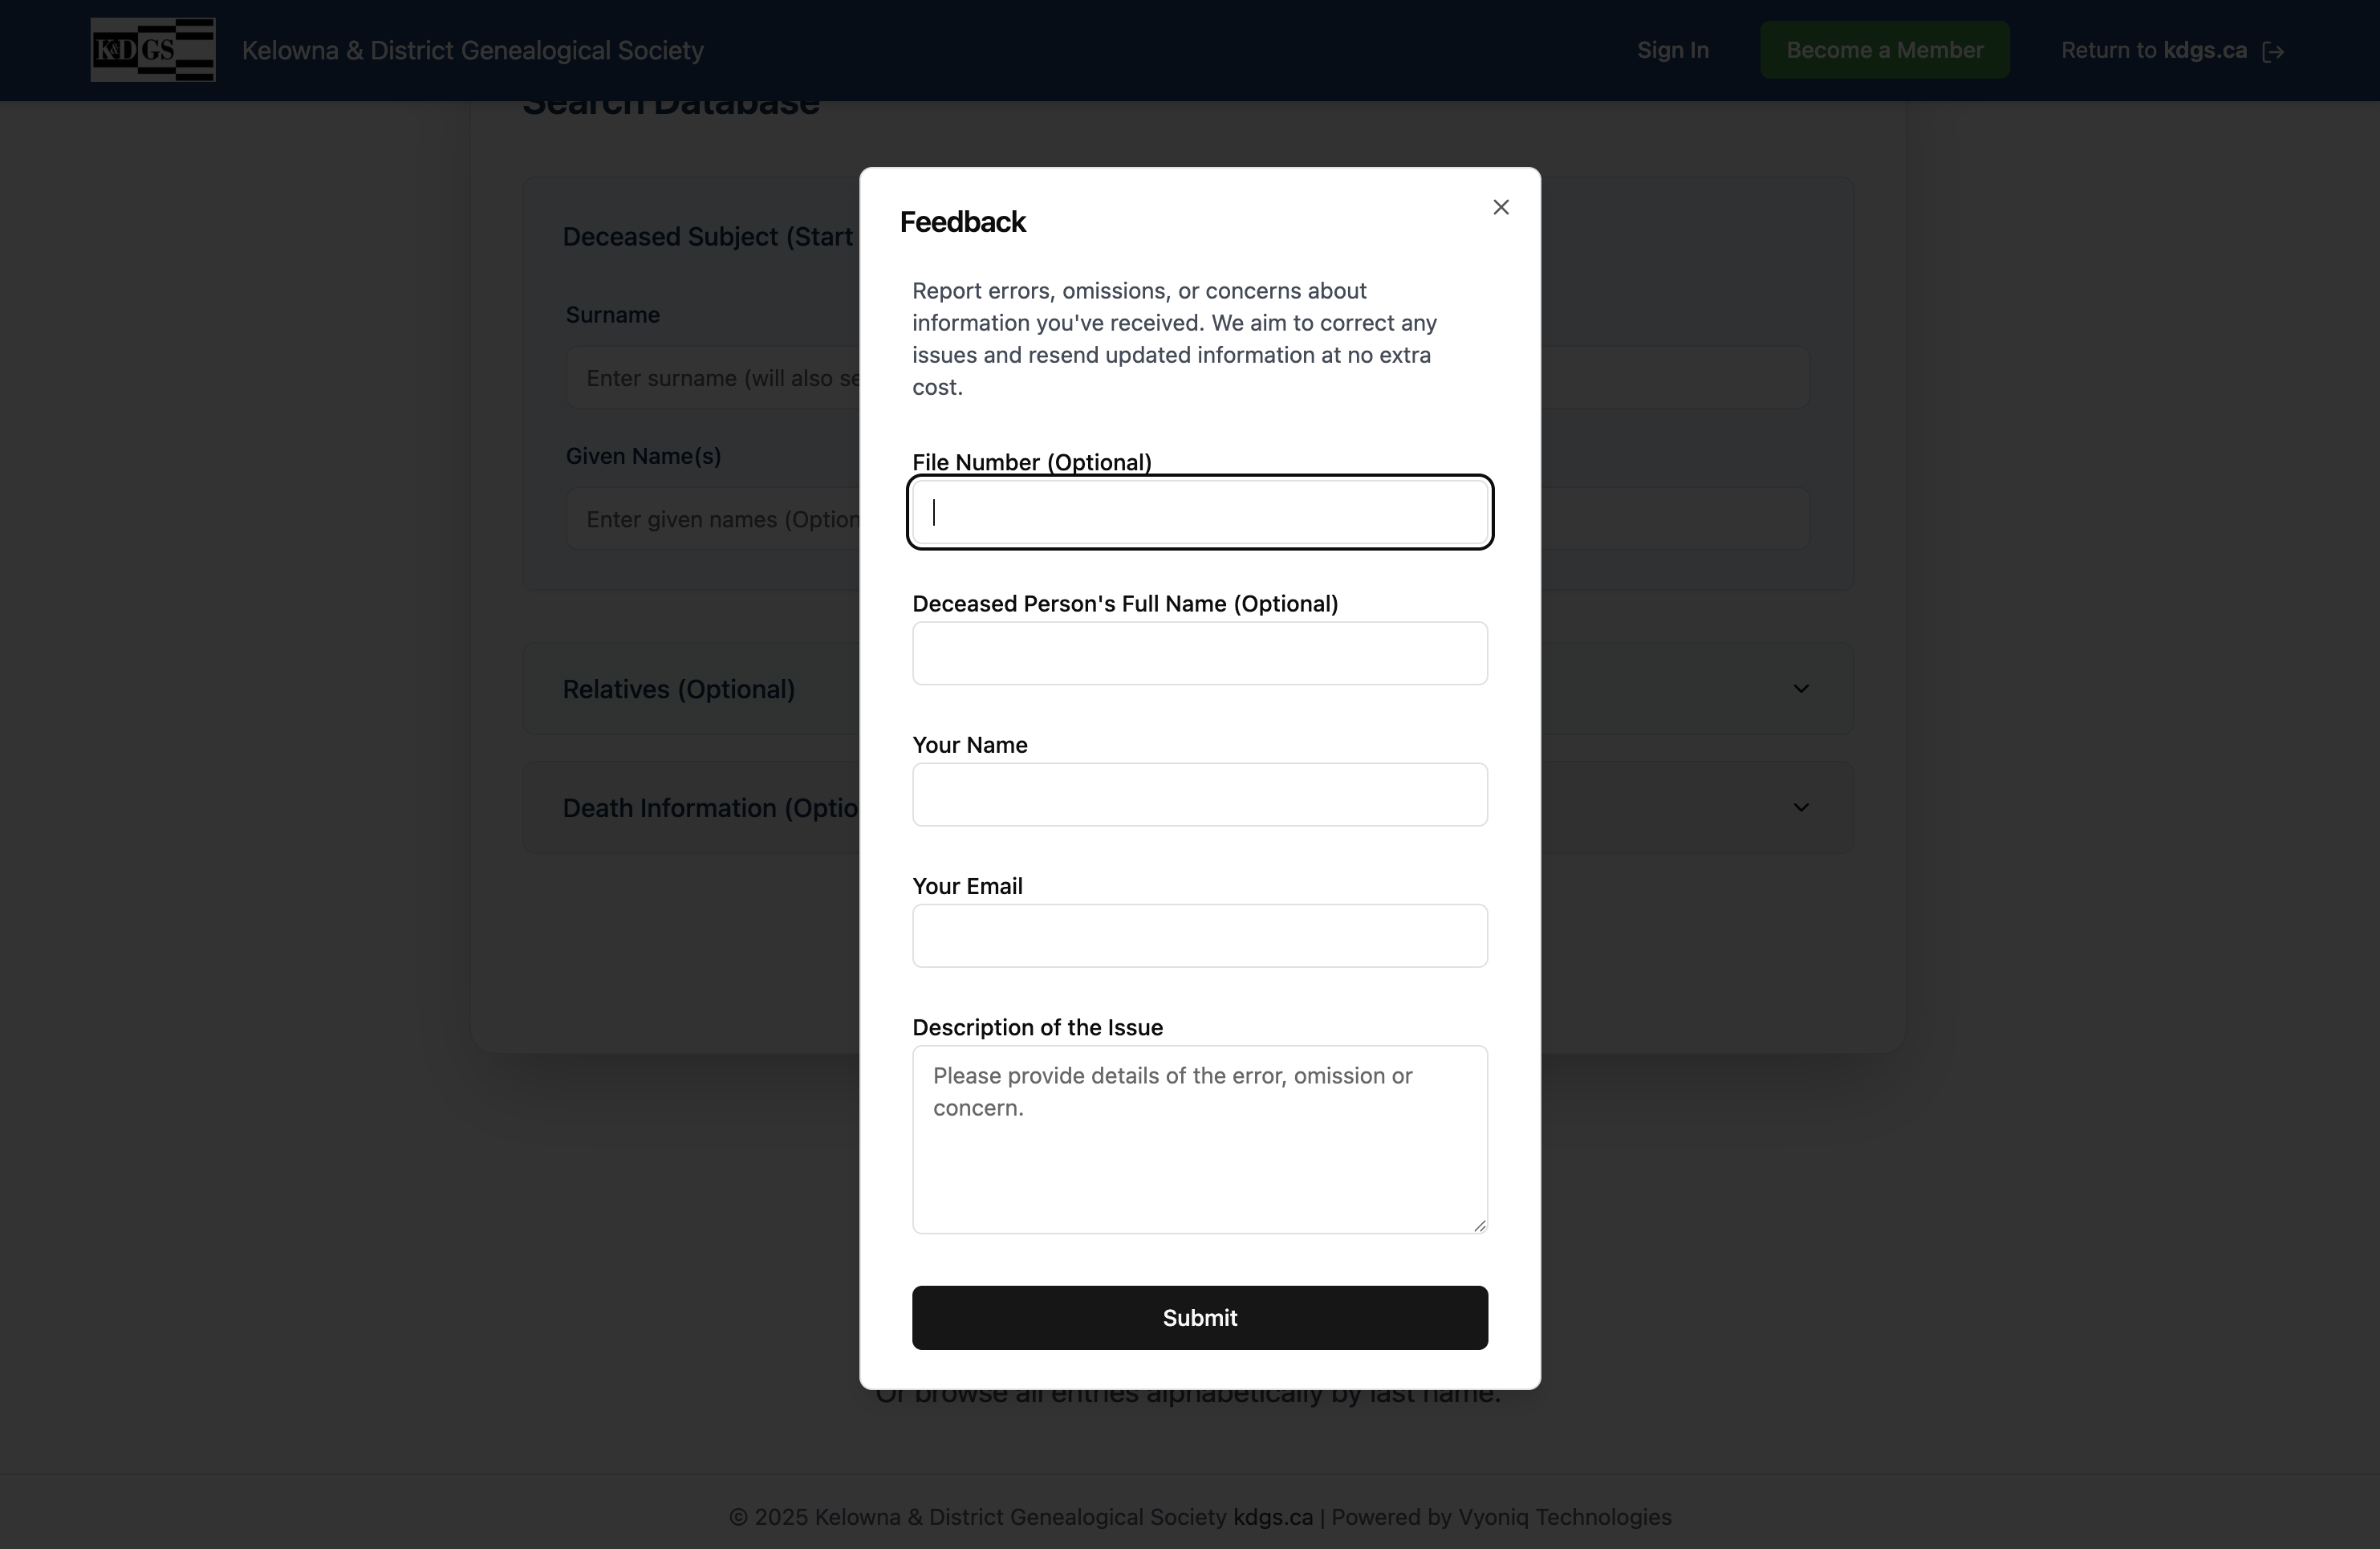 K&DGS
Kelowna & District Genealogical Society
Sign In
Become a Member
Return to kdgs.ca
Search Database
Deceased Subject (Start
Surname
Enter surname (will also se
Given Name(s)
Enter given names (Option
Relatives (Optional)
Death Information (Optio
Feedback
Report errors, omissions, or concerns about
information you've received. We aim to correct any
issues and resend updated information at no extra
cost.
File Number (Optional)
Deceased Person's Full Name (Optional)
Your Name
Your Email
Description of the Issue
Please provide details of the error, omission or
concern.
Submit
Or browse all entries alphabetically by last name.
© 2025 Kelowna & District Genealogical Society kdgs.ca | Powered by Vyoniq Technologies